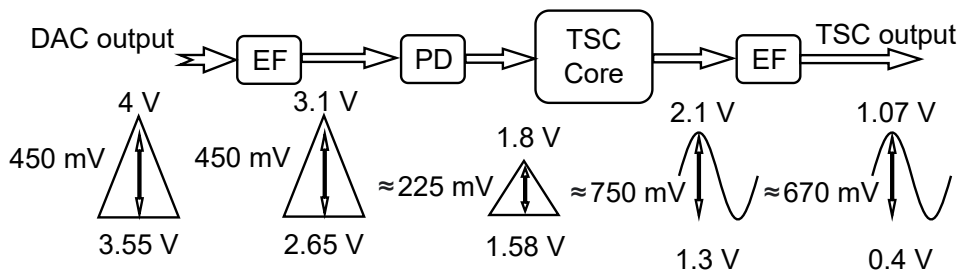 DAC output
EF
PD
TSC
Core
EF
TSC output
4 V
450 mV
3.55 V
3.1 V
450 mV
2.65 V
1.8 V
≈225 mV
1.58 V
2.1 V
≈750 mV
1.3 V
1.07 V
≈670 mV
0.4 V